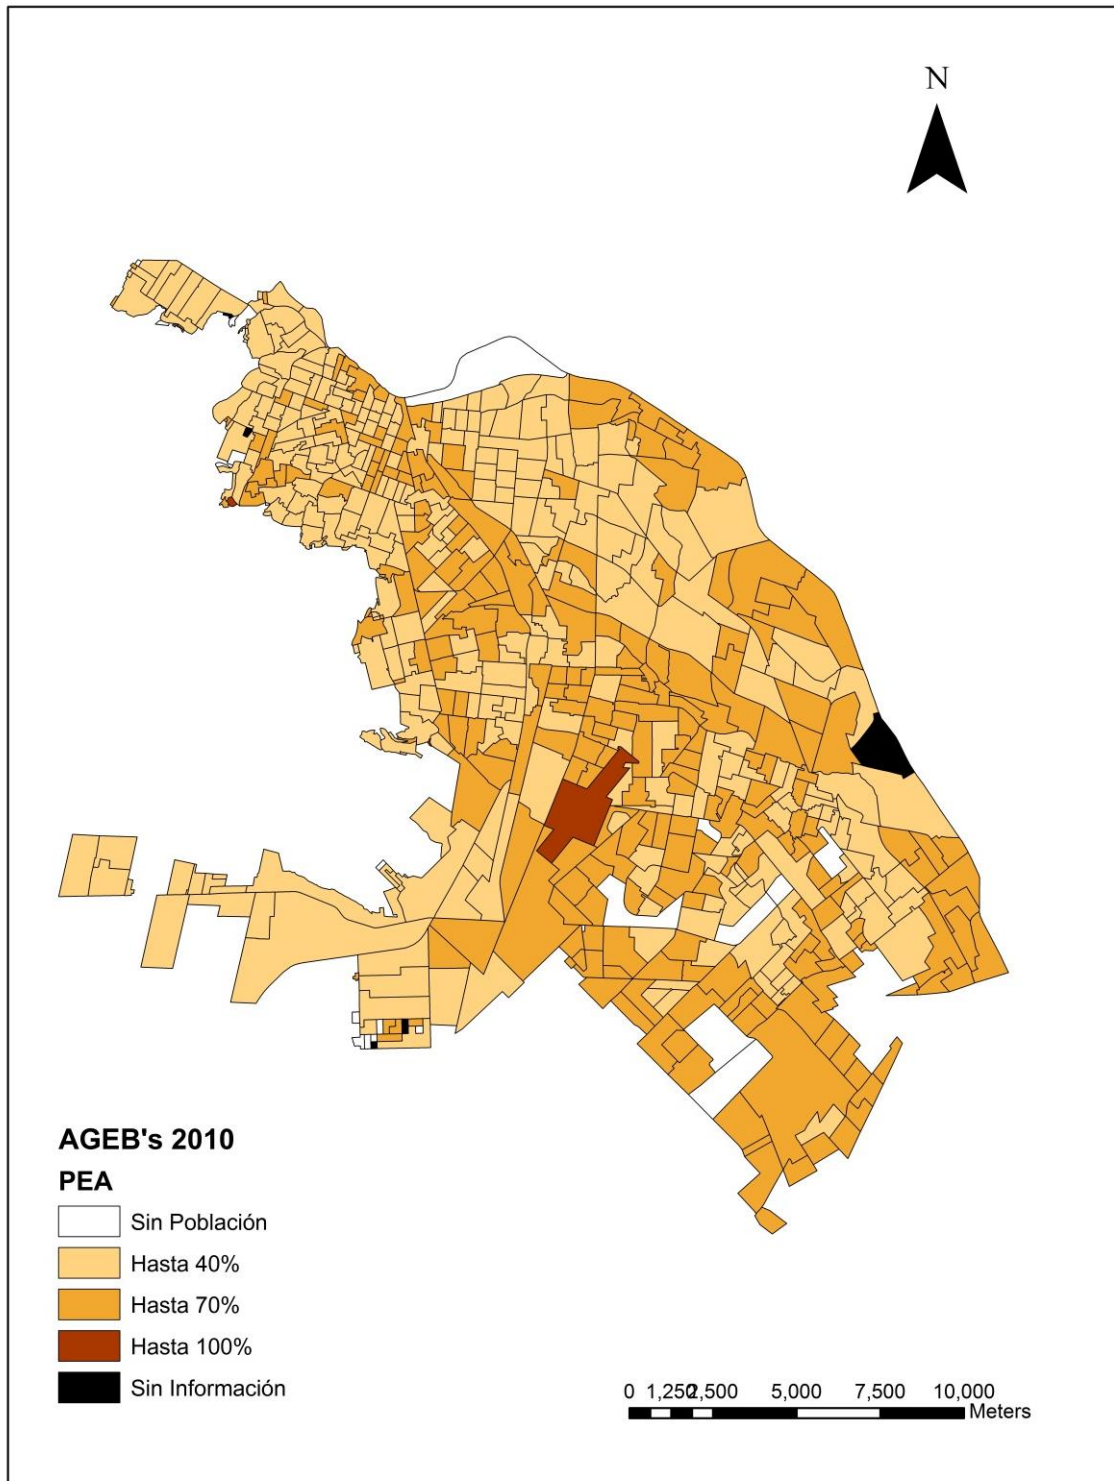 N
AGEB's 2010
PEA
Sin Población
Hasta 40%
Hasta 70%
Hasta 100%
Sin Información
0 1,250 2,500 5,000 7,500 10,000
Meters